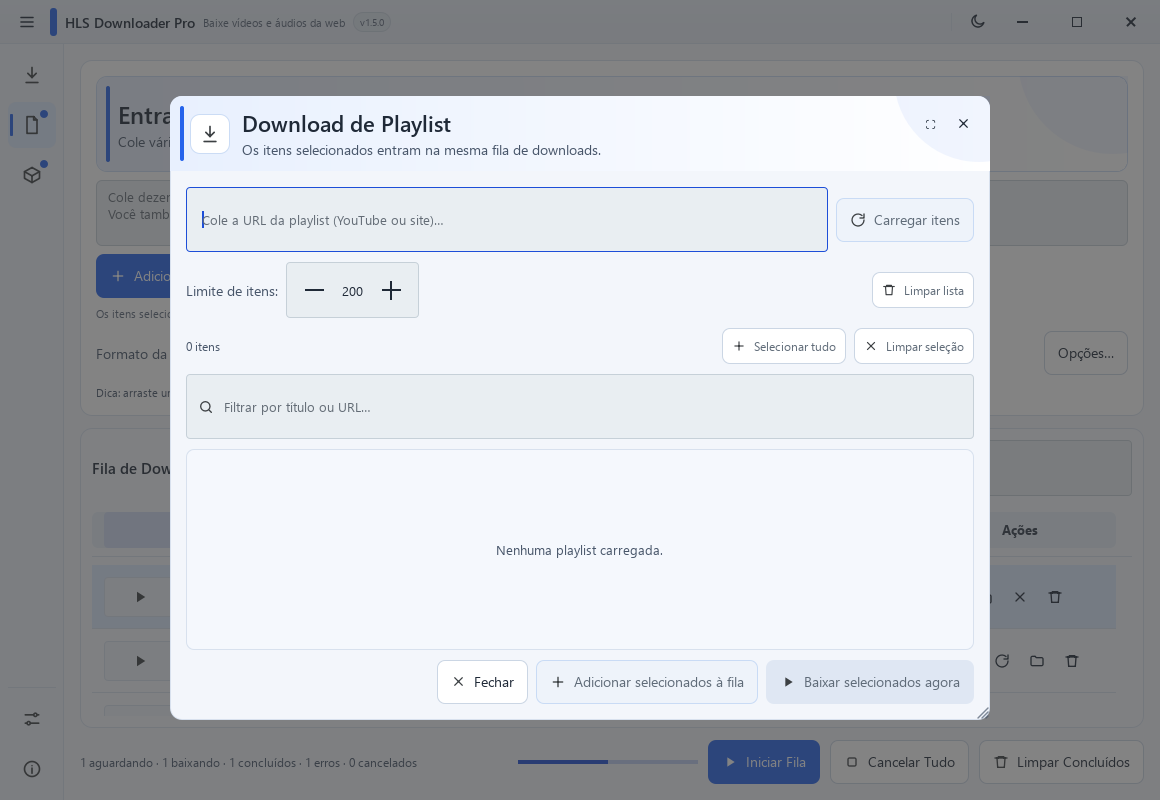 HLS Downloader Pro Baixe vídeos e áudios da web v1.5.0
Download de Playlist
Os itens selecionados entram na mesma fila de downloads.
Entra
Cole vári
Cole dezer
Você tamb
Cole a URL da playlist (YouTube ou site)...
Carregar itens
Adicio
Limite de itens:
200
Limpar lista
Os itens selecio
0 itens
Selecionar tudo
Limpar seleção
Formato da
Opções...
Dica: arraste ur
Filtrar por título ou URL...
Fila de Dow
Ações
Nenhuma playlist carregada.
Fechar
Adicionar selecionados à fila
Baixar selecionados agora
1 aguardando · 1 baixando · 1 concluídos · 1 erros · 0 cancelados
Iniciar Fila
Cancelar Tudo
Limpar Concluídos